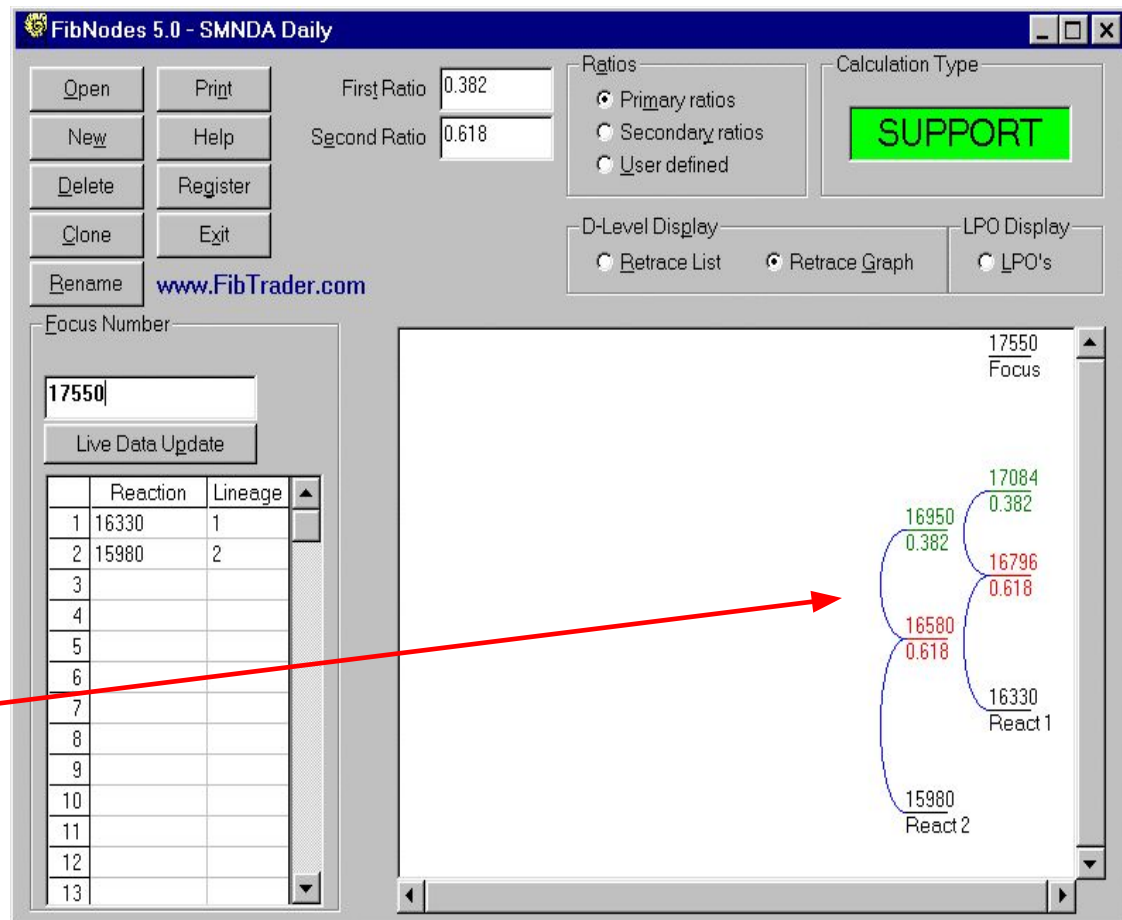 FibNodes 5.0 - SMNDA Daily
Open
Print
New
Help
Delete
Register
Clone
Exit
Rename
www.FibTrader.com
First Ratio 0.382
Second Ratio 0.618
Ratios
Primary ratios
Secondary ratios
User defined
Calculation Type
SUPPORT
D-Level Display
Retrace List
Retrace Graph
LPO Display
LPO's
Focus Number
17550
Live Data Update
Reaction Lineage
1 16330 1
2 15980 2
3
4
5
6
7
8
9
10
11
12
13
17550
Focus
17084
0.382
16950
0.382
16796
0.618
16580
0.618
16330
React 1
15980
React 2